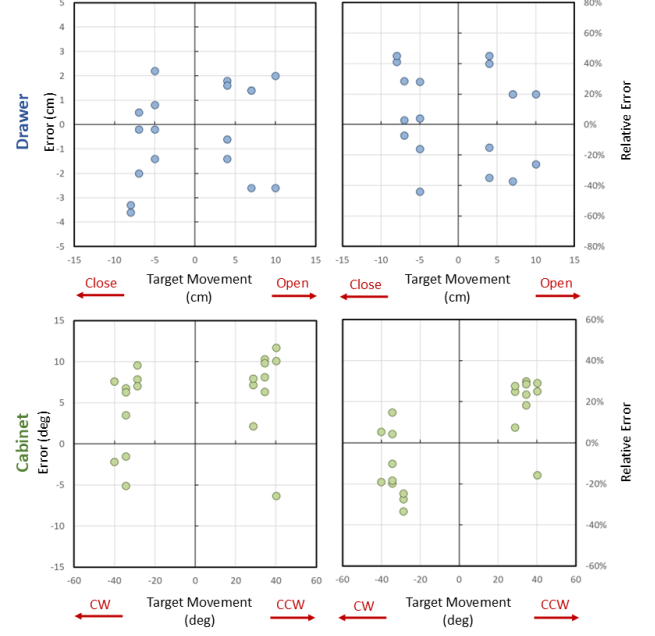 Drawer
Error (cm)
5
4
3
2
1
0
-1
-2
-3
-4
-5
-15
-10
-5
0
5
10
15
Close
Target Movement
(cm)
Open
80%
60%
40%
20%
0%
-20%
-40%
-60%
-80%
Relative Error
-15
-10
-5
0
5
10
15
Close
Target Movement
(cm)
Open
Cabinet
Error (deg)
15
10
5
0
-5
-10
-15
-60
-40
-20
0
20
40
60
CW
Target Movement
(deg)
CCW
60%
40%
20%
0%
-20%
-40%
-60%
Relative Error
-60
-40
-20
0
20
40
60
CW
Target Movement
(deg)
CCW